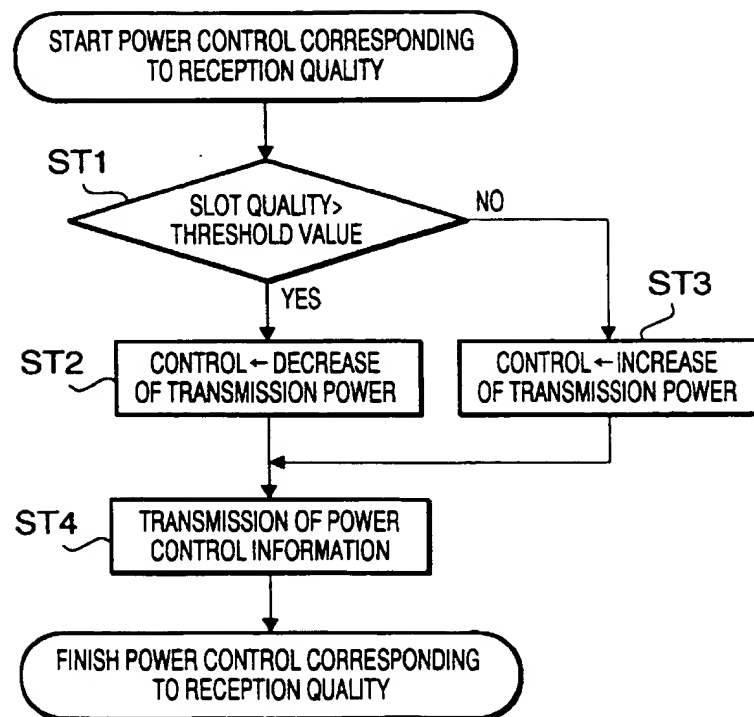 START POWER CONTROL CORRESPONDING
TO RECEPTION QUALITY
ST1
SLOT QUALITY>
THRESHOLD VALUE
NO
YES
ST3
ST2
CONTROL ← DECREASE
OF TRANSMISSION POWER
CONTROL ← INCREASE
OF TRANSMISSION POWER
ST4
TRANSMISSION OF POWER
CONTROL INFORMATION
FINISH POWER CONTROL CORRESPONDING
TO RECEPTION QUALITY